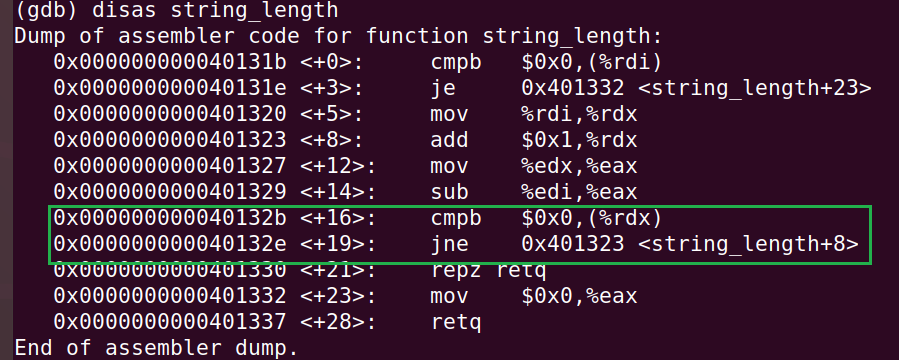 (gdb) disas string_length
Dump of assembler code for function string_length:
   0x000000000040131b <+0>:     cmpb   $0x0,(%rdi)
   0x000000000040131e <+3>:     je     0x401332 <string_length+23>
   0x0000000000401320 <+5>:     mov    %rdi,%rdx
   0x0000000000401323 <+8>:     add    $0x1,%rdx
   0x0000000000401327 <+12>:    mov    %edx,%eax
   0x0000000000401329 <+14>:    sub    %edi,%eax
   0x000000000040132b <+16>:    cmpb   $0x0,(%rdx)
   0x000000000040132e <+19>:    jne    0x401323 <string_length+8>
   0x0000000000401330 <+21>:    repz retq
   0x0000000000401332 <+23>:    mov    $0x0,%eax
   0x0000000000401337 <+28>:    retq
End of assembler dump.